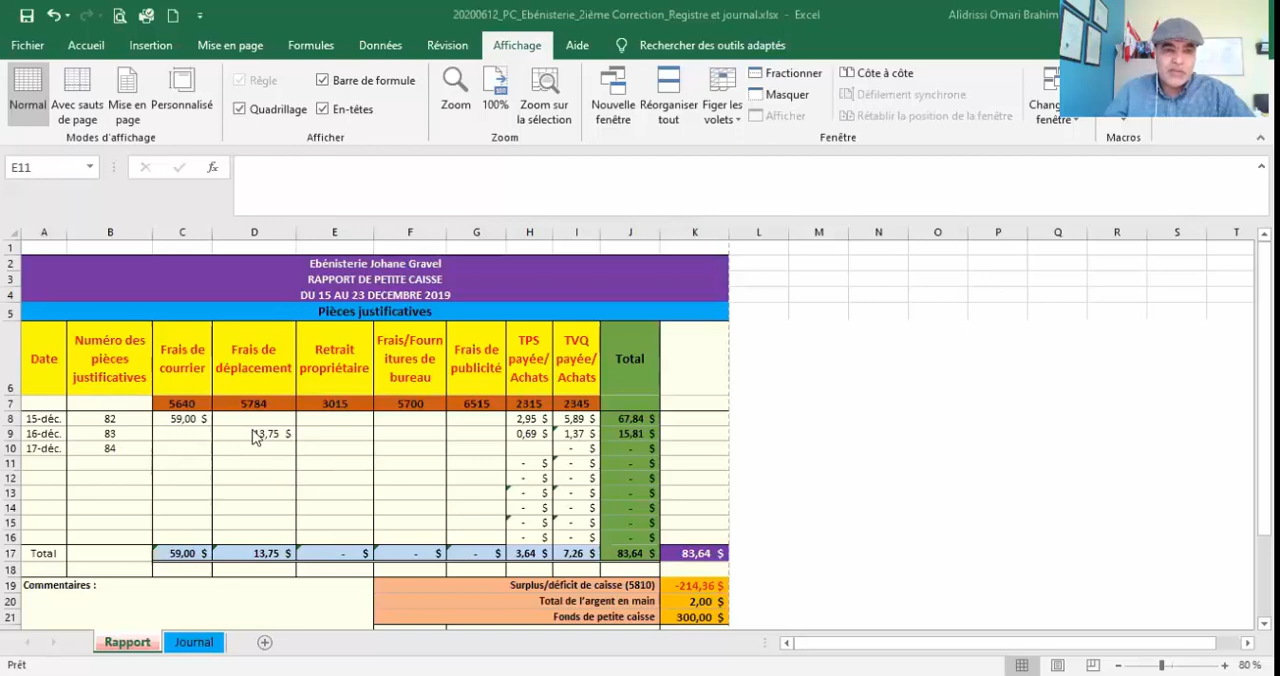 20200612_PC_Ebénisterie_2ième Correction_Registre et journal.xlsx - Excel
Alidrissi Omari Brahim
Fichier Accueil Insertion Mise en page Formules Données Révision Affichage Aide Rechercher des outils adaptés
Normal
Avec sauts de page
Mise en page
Personnalisé
Modes d'affichage
Règle
Barre de formule
Quadrillage
En-têtes
Afficher
Zoom
100%
Zoom sur la sélection
Zoom
Nouvelle fenêtre
Réorganiser tout
Figer les volets
Fractionner
Masquer
Afficher
Côte à côte
Défilement synchrone
Rétablir la position de la fenêtre
Fenêtre
fenêtre
Macros
E11
fx
A B C D E F G H I J K L M N O P Q R S T
1
2 Ebénisterie Johane Gravel
3 RAPPORT DE PETITE CAISSE
4 DU 15 AU 23 DECEMBRE 2019
5 Pièces justificatives
6
Date
Numéro des pièces justificatives
Frais de courrier
Frais de déplacement
Retrait propriétaire
Frais/Fournitures de bureau
Frais de publicité
TPS payée/Achats
TVQ payée/Achats
Total
7 5640 5784 3015 5700 6515 2315 2345
8 15-déc. 82 59,00 $ 2,95 $ 5,89 $ 67,84 $
9 16-déc. 83 13,75 $ 0,69 $ 1,37 $ 15,81 $
10 17-déc. 84 - $ - $
11 - $ - $ - $
12 - $ - $ - $
13 - $ - $ - $
14 - $ - $ - $
15 - $ - $ - $
16 - $ - $ - $
17 Total 59,00 $ 13,75 $ - $ - $ - $ 3,64 $ 7,26 $ 83,64 $ 83,64 $
18
19 Commentaires : Surplus/déficit de caisse (5810) -214,36 $
20 Total de l'argent en main 2,00 $
21 Fonds de petite caisse 300,00 $
Rapport Journal
Prêt
80 %